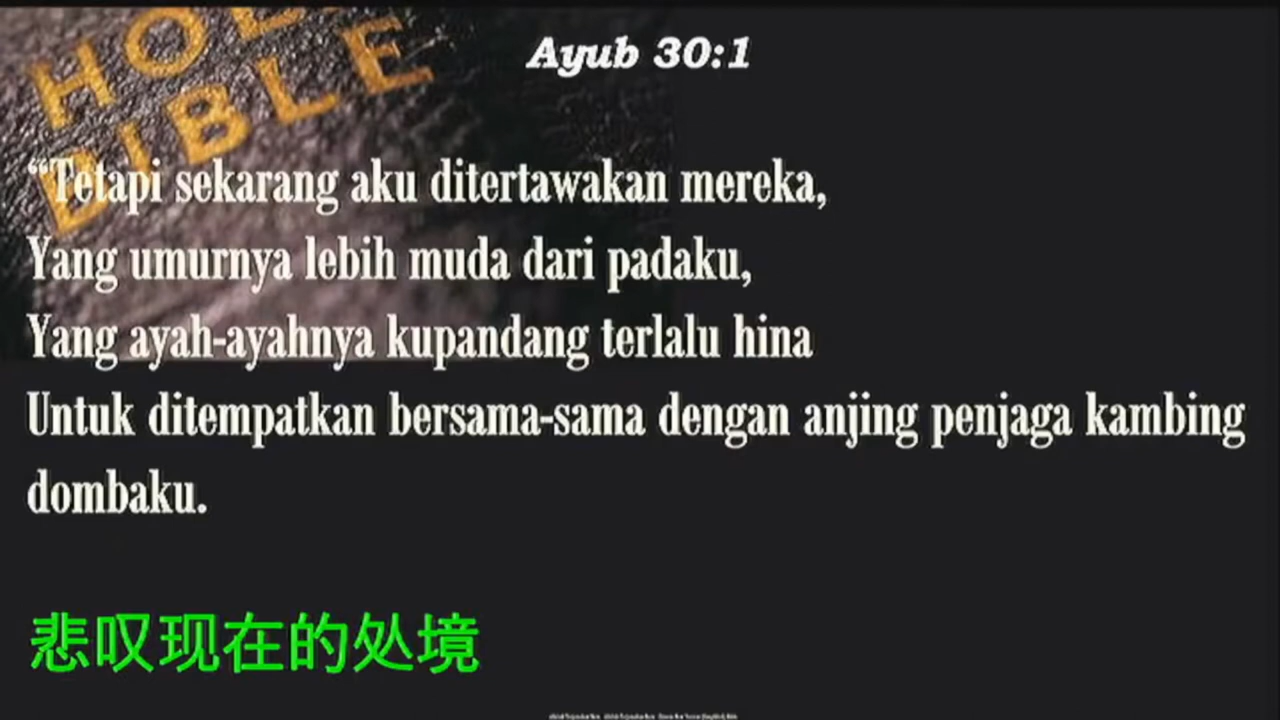 HOLY
BIBLE
Ayub 30:1
“Tetapi sekarang aku ditertawakan mereka,
Yang umurnya lebih muda dari padaku,
Yang ayah-ayahnya kupandang terlalu hina
Untuk ditempatkan bersama-sama dengan anjing penjaga kambing
dombaku.
悲叹现在的处境